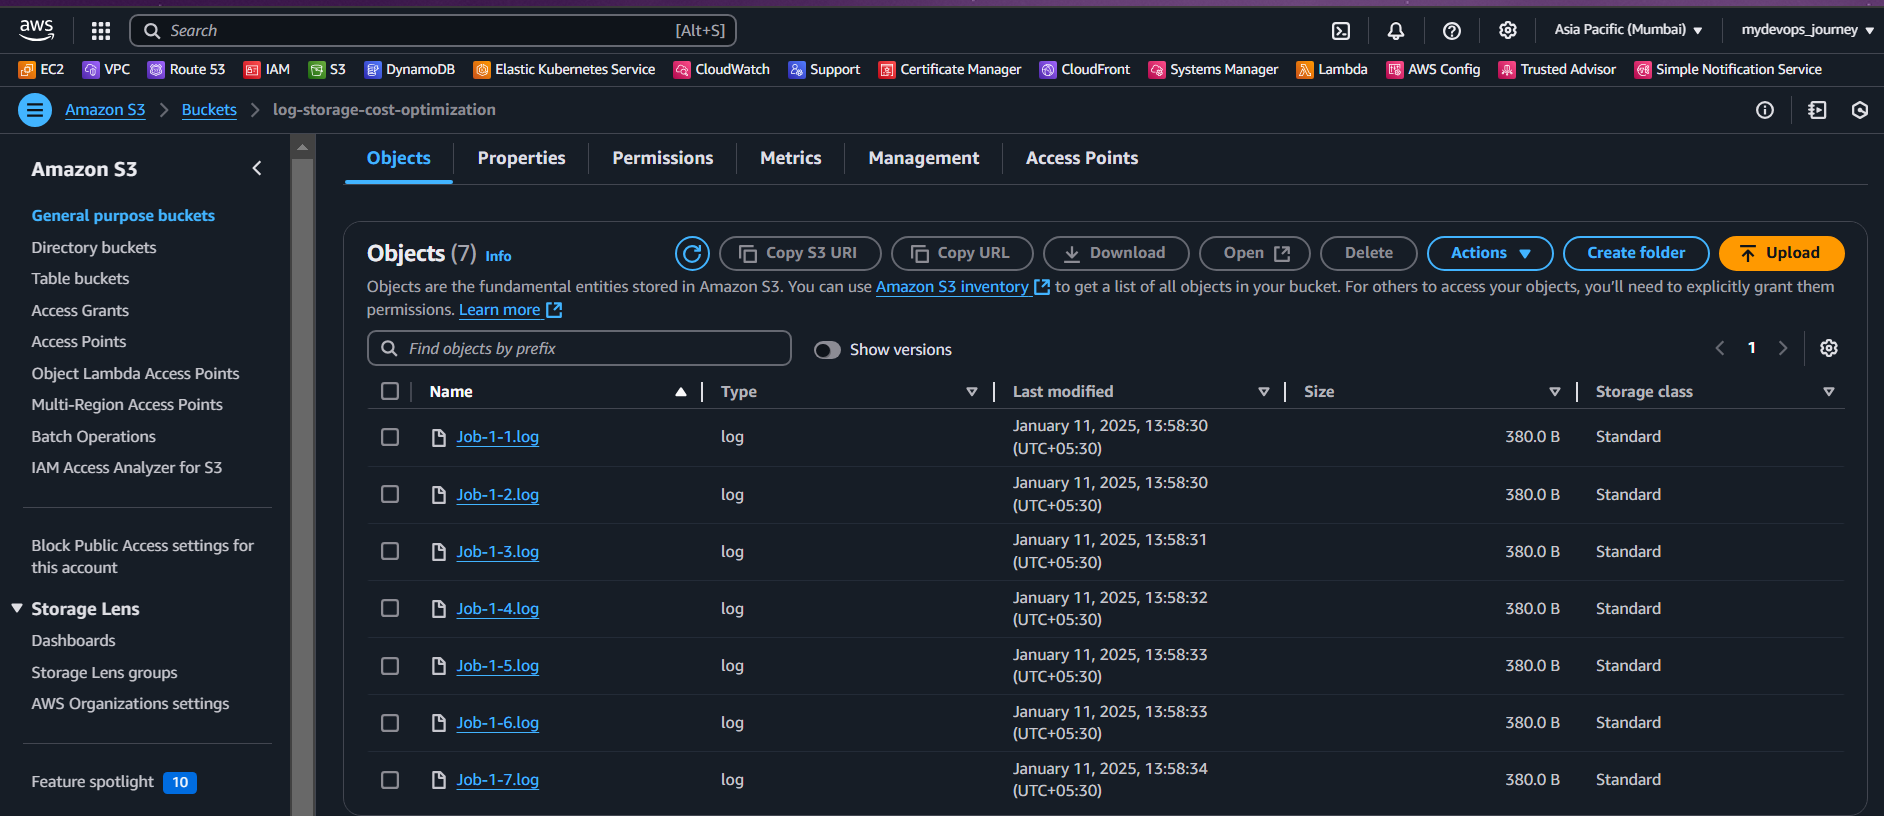 aws
Search [Alt+S]
Asia Pacific (Mumbai) mydevops_journey
EC2 VPC Route 53 IAM S3 DynamoDB Elastic Kubernetes Service CloudWatch Support Certificate Manager CloudFront Systems Manager Lambda AWS Config Trusted Advisor Simple Notification Service
Amazon S3 Buckets log-storage-cost-optimization
Amazon S3
General purpose buckets
Directory buckets
Table buckets
Access Grants
Access Points
Object Lambda Access Points
Multi-Region Access Points
Batch Operations
IAM Access Analyzer for S3
Block Public Access settings for
this account
Storage Lens
Dashboards
Storage Lens groups
AWS Organizations settings
Feature spotlight 10
Objects Properties Permissions Metrics Management Access Points
Objects (7) Info Copy S3 URI Copy URL Download Open Delete Actions Create folder Upload
Objects are the fundamental entities stored in Amazon S3. You can use Amazon S3 inventory to get a list of all objects in your bucket. For others to access your objects, you'll need to explicitly grant them
permissions. Learn more
Find objects by prefix Show versions 1
Name Type Last modified Size Storage class
Job-1-1.log log January 11, 2025, 13:58:30 (UTC+05:30) 380.0 B Standard
Job-1-2.log log January 11, 2025, 13:58:30 (UTC+05:30) 380.0 B Standard
Job-1-3.log log January 11, 2025, 13:58:31 (UTC+05:30) 380.0 B Standard
Job-1-4.log log January 11, 2025, 13:58:32 (UTC+05:30) 380.0 B Standard
Job-1-5.log log January 11, 2025, 13:58:33 (UTC+05:30) 380.0 B Standard
Job-1-6.log log January 11, 2025, 13:58:33 (UTC+05:30) 380.0 B Standard
Job-1-7.log log January 11, 2025, 13:58:34 (UTC+05:30) 380.0 B Standard